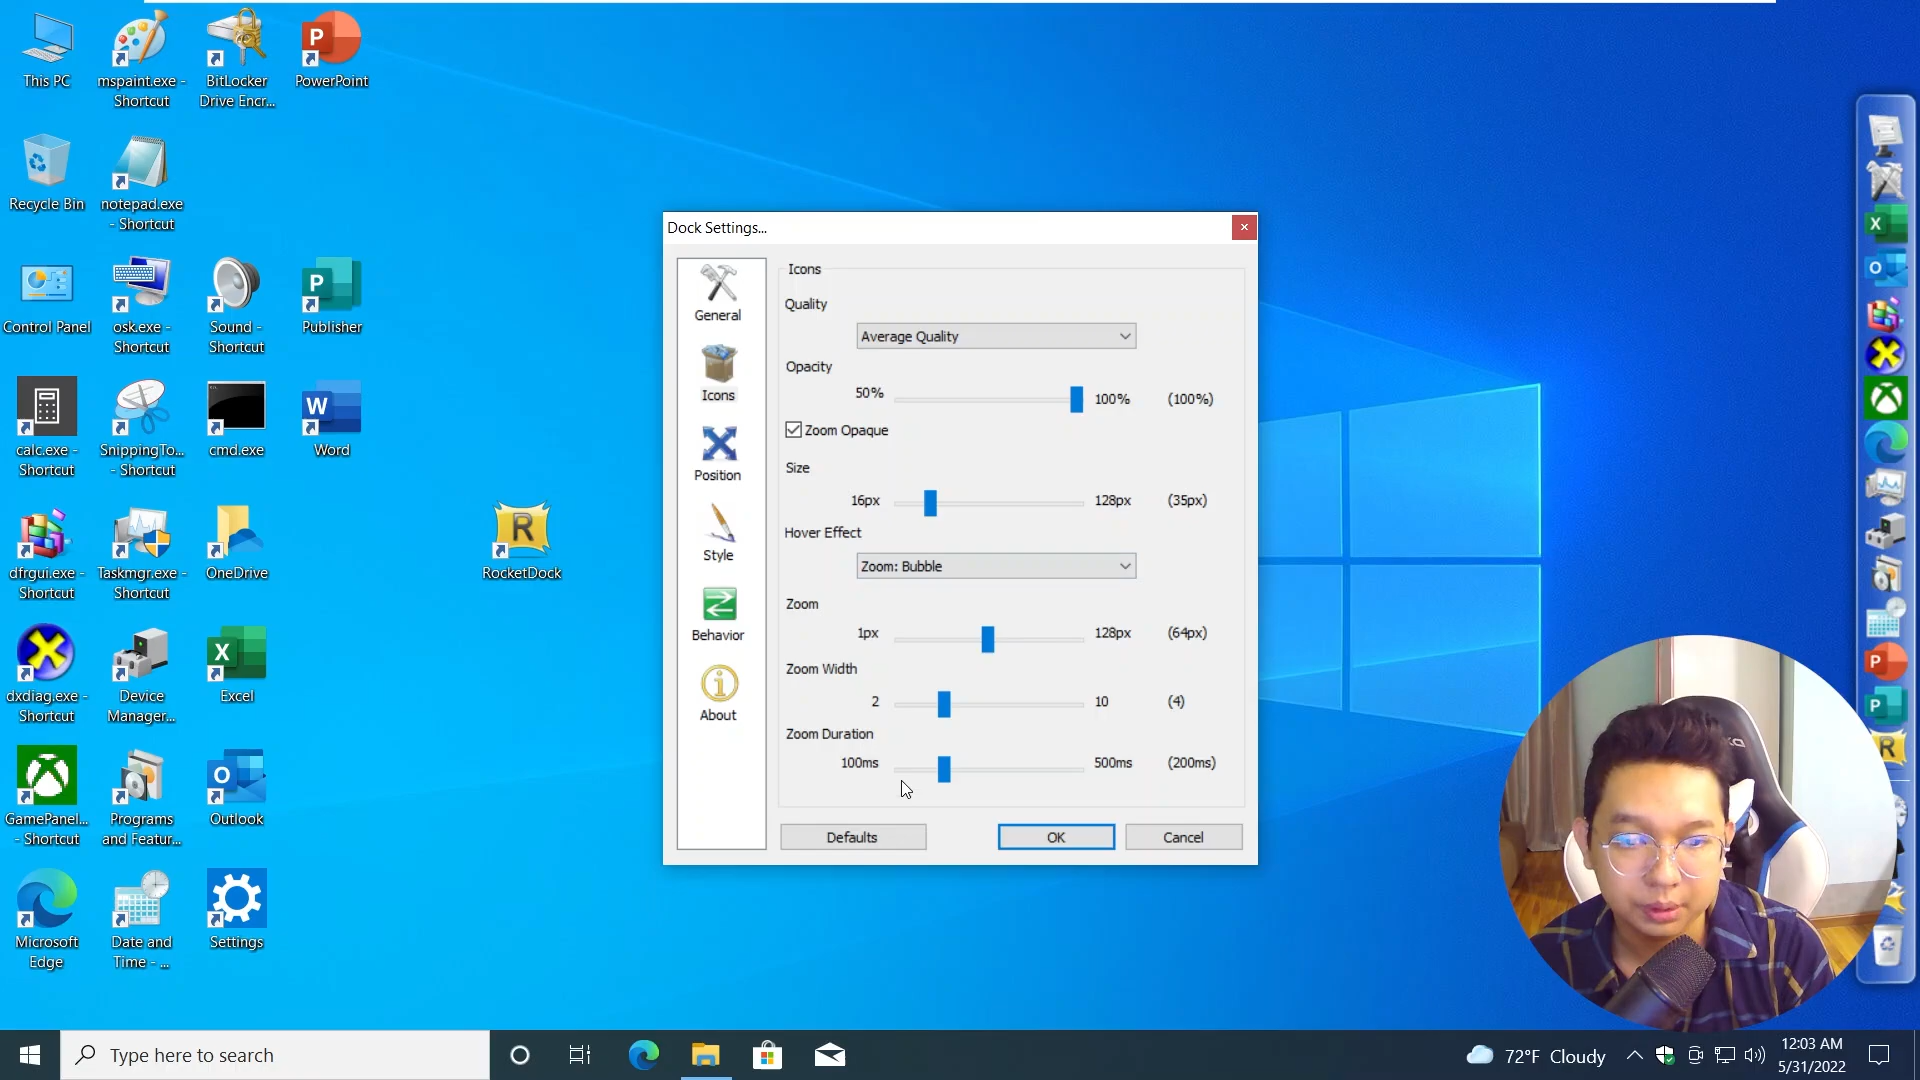 This PC
mspaint.exe -
Shortcut
BitLocker
Drive Encr...
PowerPoint
Recycle Bin
notepad.exe
- Shortcut
Control Panel
osk.exe -
Shortcut
Sound -
Shortcut
Publisher
calc.exe -
Shortcut
SnippingTo...
- Shortcut
cmd.exe
Word
dfrgui.exe -
Shortcut
Taskmgr.exe -
Shortcut
OneDrive
RocketDock
dxdiag.exe -
Shortcut
Device
Manager...
Excel
GamePanel...
- Shortcut
Programs
and Featur...
Outlook
Microsoft
Edge
Date and
Time - ...
Settings
Dock Settings...
General
Icons
Position
Style
Behavior
About
Icons
Quality
Average Quality
Opacity
50% 100% (100%)
Zoom Opaque
Size
16px 128px (35px)
Hover Effect
Zoom: Bubble
Zoom
1px 128px (64px)
Zoom Width
2 10 (4)
Zoom Duration
100ms 500ms (200ms)
Defaults OK Cancel
Type here to search
72°F Cloudy
12:03 AM
5/31/2022